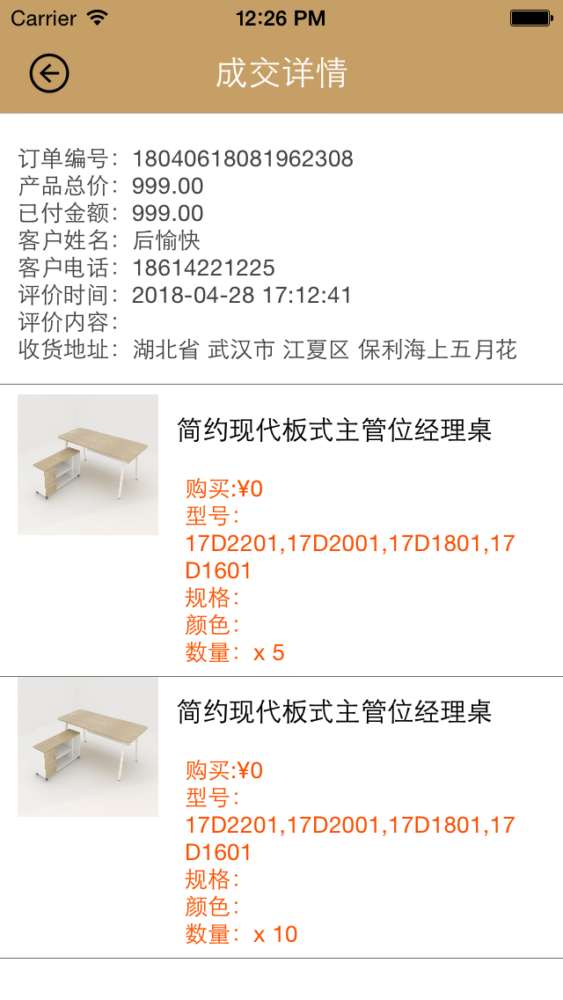 Carrier 12:26 PM
成交详情
订单编号：18040618081962308
产品总价：999.00
已付金额：999.00
客户姓名：后愉快
客户电话：18614221225
评价时间：2018-04-28 17:12:41
评价内容：
收货地址：湖北省 武汉市 江夏区 保利海上五月花
简约现代板式主管位经理桌
购买:¥0
型号：
17D2201,17D2001,17D1801,17
D1601
规格：
颜色：
数量：x 5
简约现代板式主管位经理桌
购买:¥0
型号：
17D2201,17D2001,17D1801,17
D1601
规格：
颜色：
数量：x 10